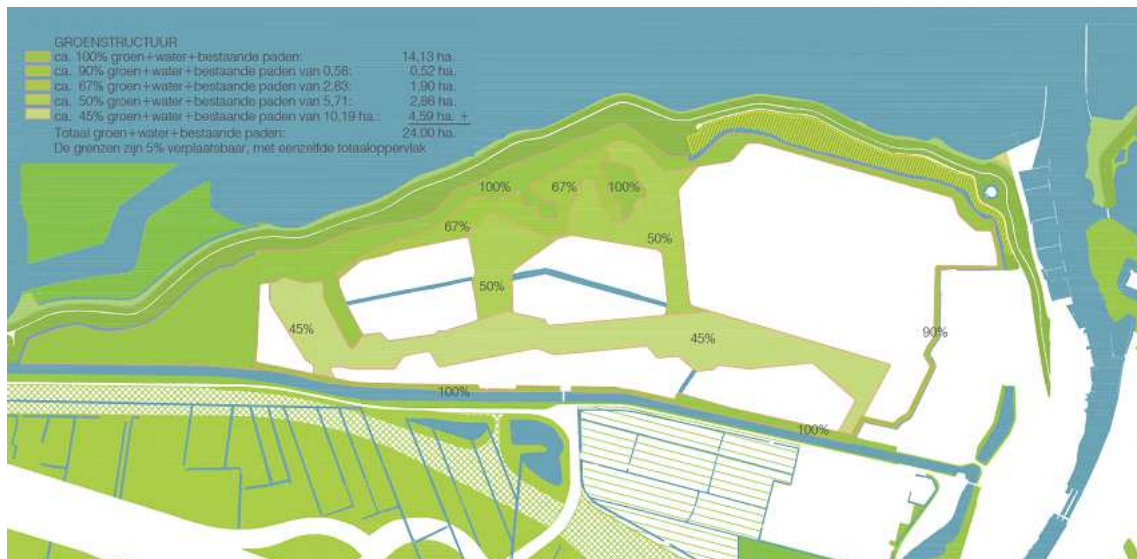 GROENSTRUCTUUR
ca. 100% groen+water+bestaande paden: 14,13 ha.
ca. 90% groen+water+bestaande paden van 0,58: 0,52 ha.
ca. 67% groen+water+bestaande paden van 2,83: 1,90 ha.
ca. 50% groen+water+bestaande paden van 5,71: 2,86 ha.
ca. 45% groen+water+bestaande paden van 10,19 ha.: 4,59 ha. +
Totaal groen+water+bestaande paden: 24,00 ha.
De grenzen zijn 5% verplaatsbaar, met eenzelfde totaaloppervlak
100% 67% 100%
67%
50%
50%
45%
45%
90%
100%
100%